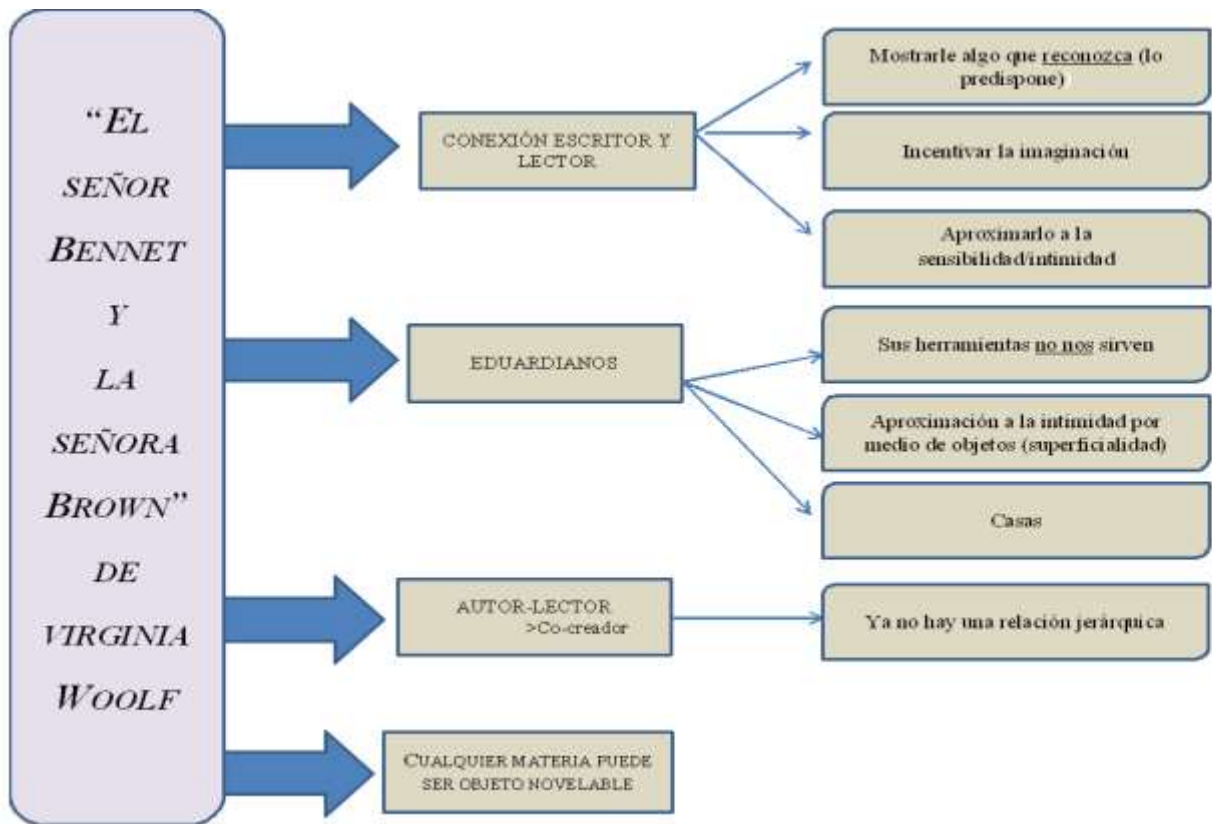 “EL
SEÑOR
BENNET
Y
LA
SEÑORA
BROWN”
DE
VIRGINIA
WOOLF
CONEXIÓN ESCRITOR Y
LECTOR
Mostrarle algo que reconozca (lo
predispone)
Incentivar la imaginación
Aproximarlo a la
sensibilidad/intimidad
EDUARDIANOS
Sus herramientas no nos sirven
Aproximación a la intimidad por
medio de objetos (superficialidad)
Casas
AUTOR-LECTOR
>Co-creador
Ya no hay una relación jerárquica
CUALQUIER MATERIA PUEDE
SER OBJETO NOVELABLE